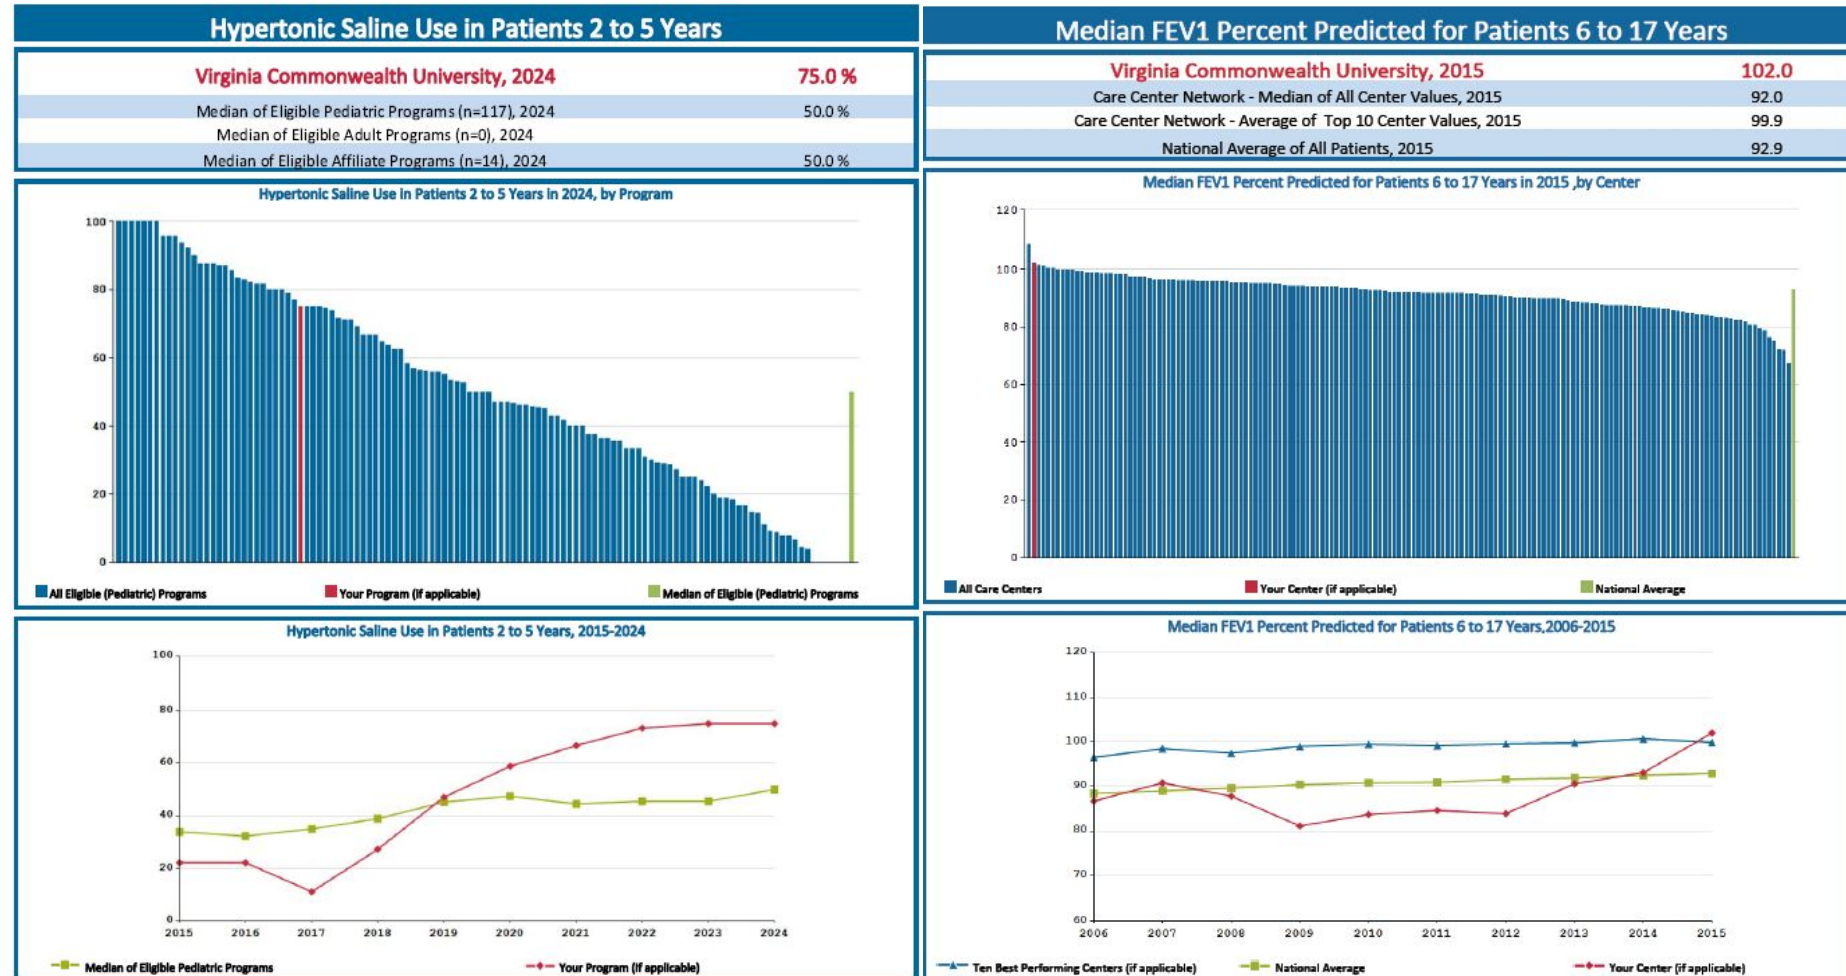 Hypertonic Saline Use in Patients 2 to 5 Years
Virginia Commonwealth University, 2024 75.0 %
Median of Eligible Pediatric Programs (n=117), 2024 50.0 %
Median of Eligible Adult Programs (n=0), 2024
Median of Eligible Affiliate Programs (n=14), 2024 50.0 %
Hypertonic Saline Use in Patients 2 to 5 Years in 2024, by Program
100
80
60
40
20
0
All Eligible (Pediatric) Programs Your Program (if applicable) Median of Eligible (Pediatric) Programs
Hypertonic Saline Use in Patients 2 to 5 Years, 2015-2024
100
80
60
40
20
0
2015 2016 2017 2018 2019 2020 2021 2022 2023 2024
Median of Eligible Pediatric Programs Your Program (if applicable)
Median FEV1 Percent Predicted for Patients 6 to 17 Years
Virginia Commonwealth University, 2015 102.0
Care Center Network - Median of All Center Values, 2015 92.0
Care Center Network - Average of Top 10 Center Values, 2015 99.9
National Average of All Patients, 2015 92.9
Median FEV1 Percent Predicted for Patients 6 to 17 Years in 2015 ,by Center
120
100
80
60
40
20
0
All Care Centers Your Center (if applicable) National Average
Median FEV1 Percent Predicted for Patients 6 to 17 Years,2006-2015
120
110
100
90
80
70
60
2006 2007 2008 2009 2010 2011 2012 2013 2014 2015
Ten Best Performing Centers (if applicable) National Average Your Center (if applicable)